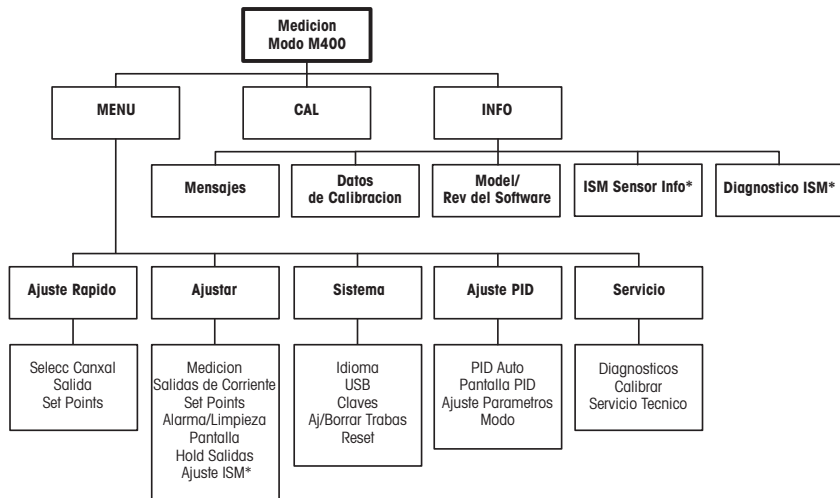 Medicion
Modo M400
MENU
CAL
INFO
Mensajes
Datos
de Calibracion
Model/
Rev del Software
ISM Sensor Info*
Diagnostico ISM*
Ajuste Rapido
Ajustar
Sistema
Ajuste PID
Servicio
Selecc Canxal
Salida
Set Points
Medicion
Salidas de Corriente
Set Points
Alarma/Limpieza
Pantalla
Hold Salidas
Ajuste ISM*
Idioma
USB
Claves
Aj/Borrar Trabas
Reset
PID Auto
Pantalla PID
Ajuste Parametros
Modo
Diagnosticos
Calibrar
Servicio Tecnico